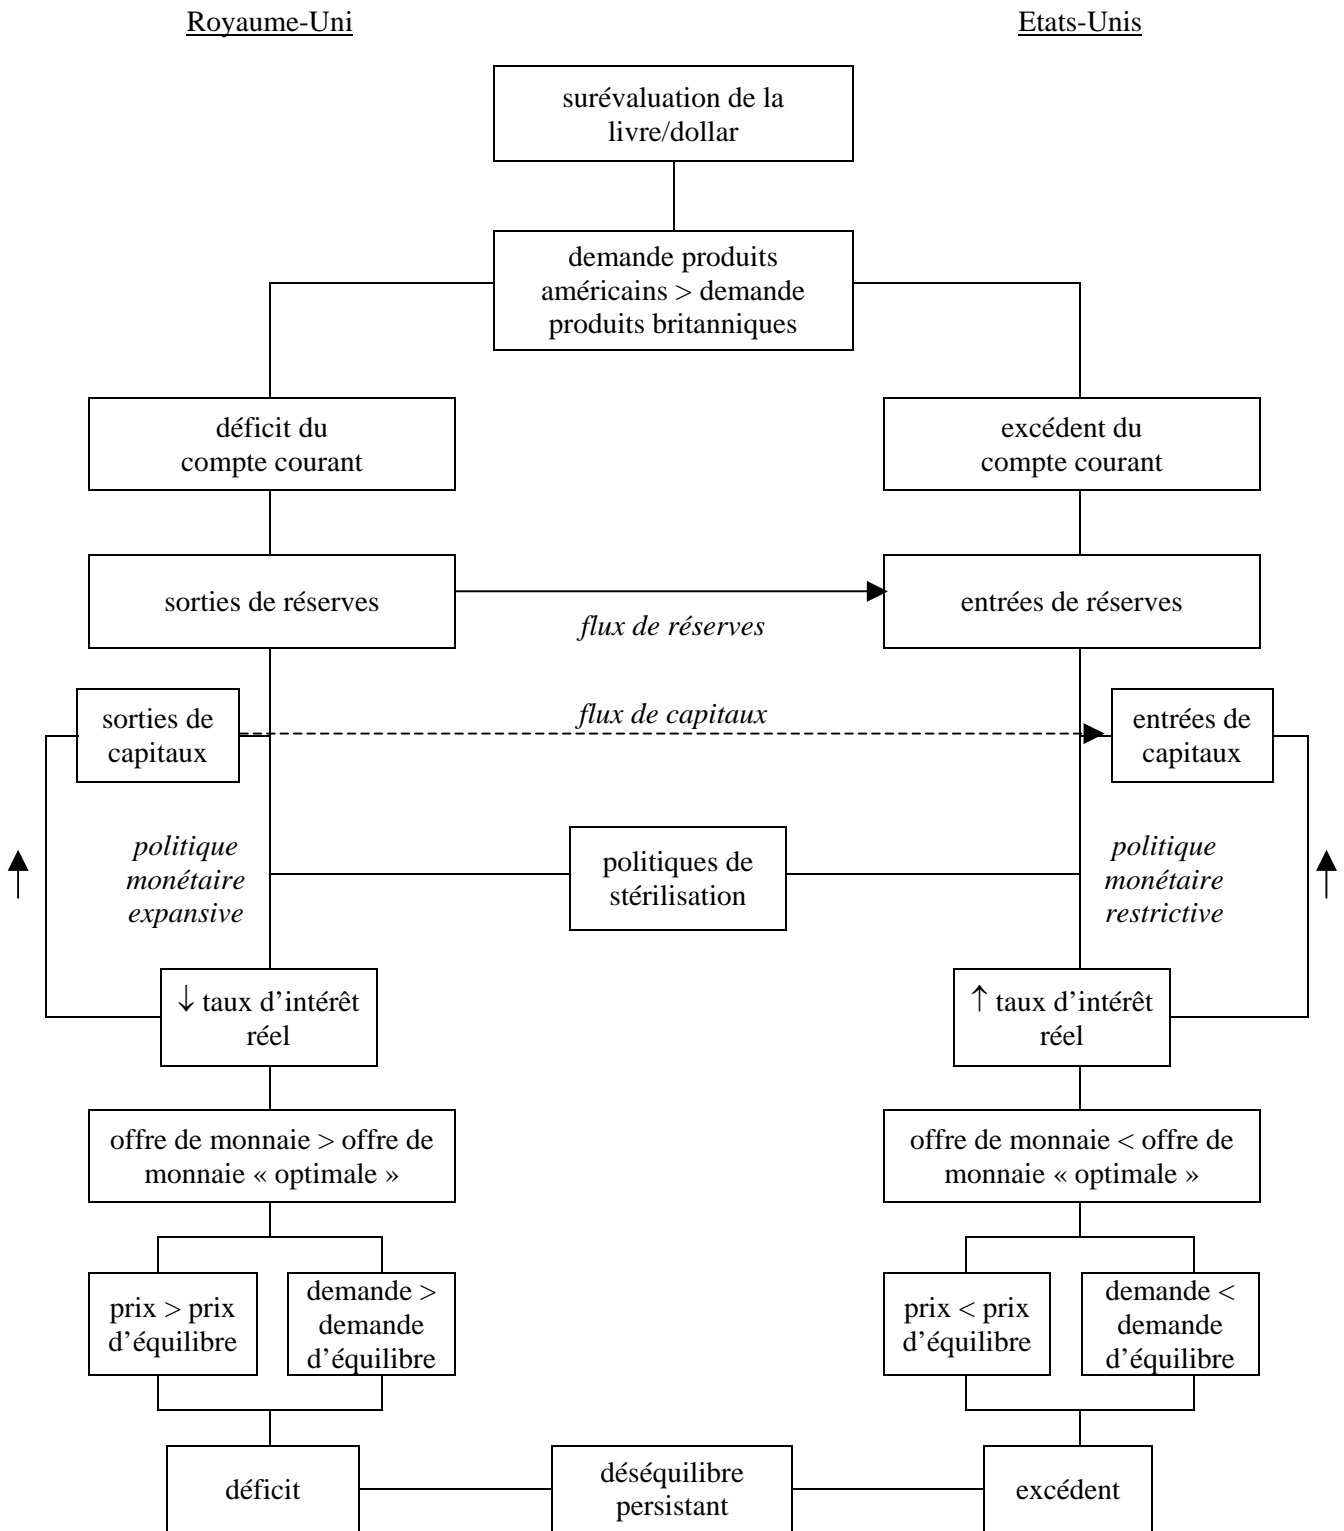 Royaume-Uni
Etats-Unis
surévaluation de la
livre/dollar
demande produits
américains > demande
produits britanniques
déficit du
compte courant
excédent du
compte courant
sorties de réserves
flux de réserves
entrées de réserves
sorties de
capitaux
flux de capitaux
entrées de
capitaux
politique
monétaire
expansive
politiques de
stérilisation
politique
monétaire
restrictive
↓ taux d’intérêt
réel
↑ taux d’intérêt
réel
offre de monnaie > offre de
monnaie « optimale »
offre de monnaie < offre de
monnaie « optimale »
prix > prix
d’équilibre
demande >
demande
d’équilibre
prix < prix
d’équilibre
demande <
demande
d’équilibre
déficit
déséquilibre
persistant
excédent